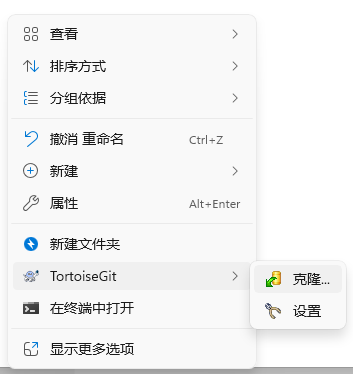 查看
排序方式
分组依据
撤消 重命名 Ctrl+Z
新建
属性 Alt+Enter
新建文件夹
TortoiseGit
克隆...
设置
在终端中打开
显示更多选项